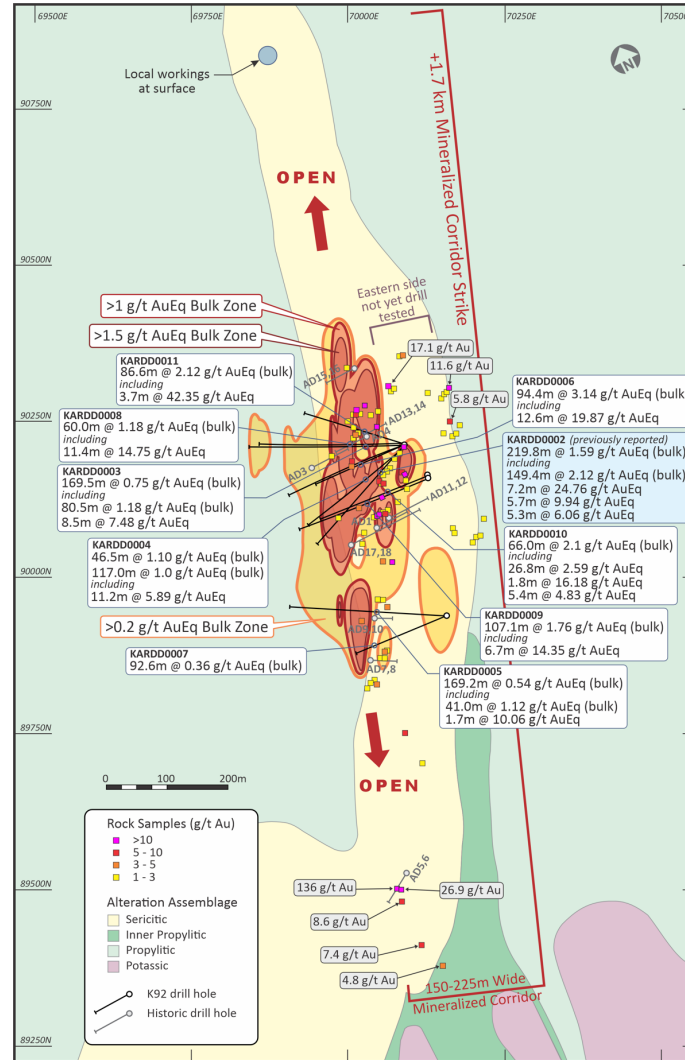 69500E
69750E
70000E
70250E
7050
90750N
90500N
90250N
90000N
89750N
89500N
89250N
N
Local workings
at surface
+1.7 km Mineralized Corridor Strike
OPEN
Eastern side
not yet drill
tested
>1 g/t AuEq Bulk Zone
>1.5 g/t AuEq Bulk Zone
17.1 g/t Au
11.6 g/t Au
5.8 g/t Au
KARDD0011
86.6m @ 2.12 g/t AuEq (bulk)
including
3.7m @ 42.35 g/t AuEq
KARDD0008
60.0m @ 1.18 g/t AuEq (bulk)
including
11.4m @ 14.75 g/t AuEq
KARDD0003
169.5m @ 0.75 g/t AuEq (bulk)
including
80.5m @ 1.18 g/t AuEq (bulk)
8.5m @ 7.48 g/t AuEq
KARDD0004
46.5m @ 1.10 g/t AuEq (bulk)
117.0m @ 1.0 g/t AuEq (bulk)
including
11.2m @ 5.89 g/t AuEq
>0.2 g/t AuEq Bulk Zone
KARDD0007
92.6m @ 0.36 g/t AuEq (bulk)
KARDD0006
94.4m @ 3.14 g/t AuEq (bulk)
including
12.6m @ 19.87 g/t AuEq
KARDD0002 (previously reported)
219.8m @ 1.59 g/t AuEq (bulk)
including
149.4m @ 2.12 g/t AuEq (bulk)
7.2m @ 24.76 g/t AuEq
5.7m @ 9.94 g/t AuEq
5.3m @ 6.06 g/t AuEq
KARDD0010
66.0m @ 2.1 g/t AuEq (bulk)
including
26.8m @ 2.59 g/t AuEq
1.8m @ 16.18 g/t AuEq
5.4m @ 4.83 g/t AuEq
KARDD0009
107.1m @ 1.76 g/t AuEq (bulk)
including
6.7m @ 14.35 g/t AuEq
KARDD0005
169.2m @ 0.54 g/t AuEq (bulk)
including
41.0m @ 1.12 g/t AuEq (bulk)
1.7m @ 10.06 g/t AuEq
AD13,14
AD3
AD11,12
AD17,18
AD9,10
AD7,8
AD5,6
OPEN
0 100 200m
Rock Samples (g/t Au)
>10
5 - 10
3 - 5
1 - 3
Alteration Assemblage
Sericitic
Inner Propylitic
Propylitic
Potassic
K92 drill hole
Historic drill hole
136 g/t Au
26.9 g/t Au
8.6 g/t Au
7.4 g/t Au
4.8 g/t Au
150-225m Wide
Mineralized Corridor